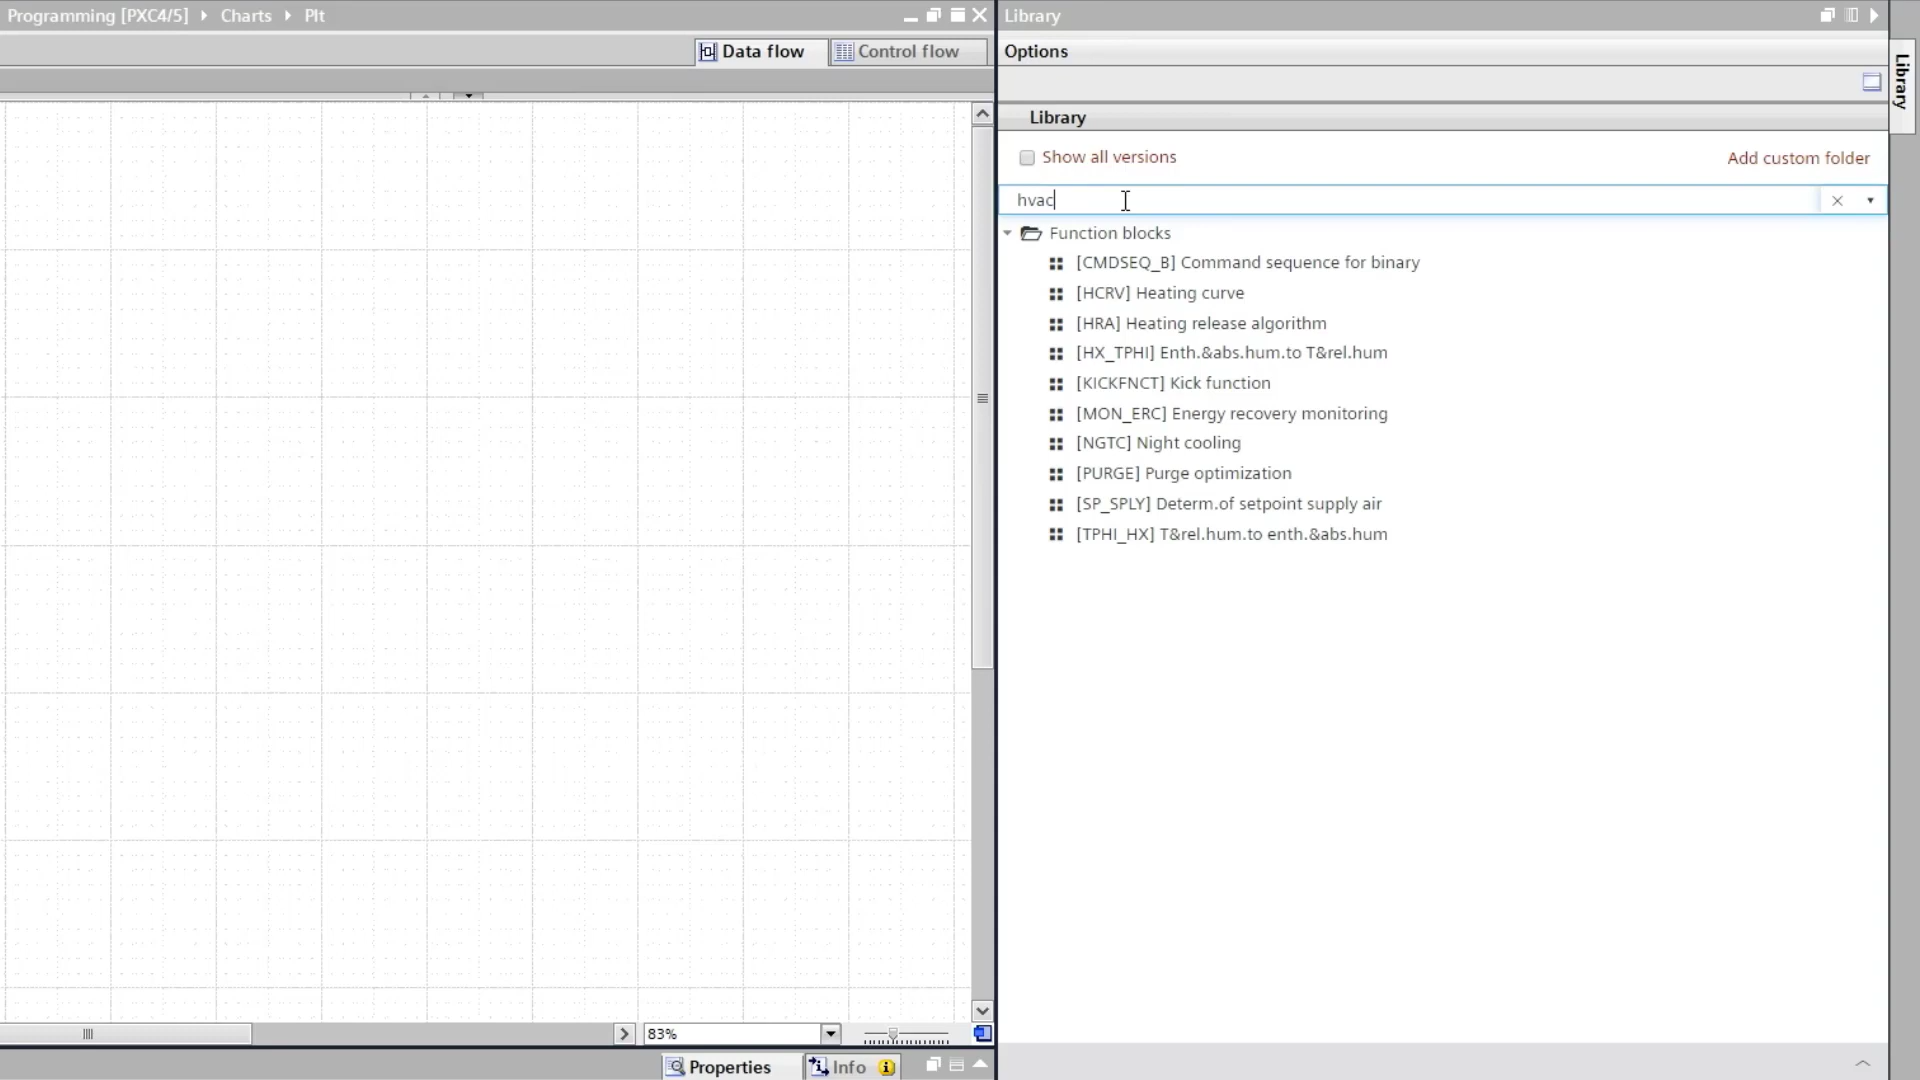 Programming [PXC4/5] Charts Plt
Data flow
Control flow
83%
Properties
Info
Library
Options
Library
Library
Show all versions
Add custom folder
hvac
Function blocks
[CMDSEQ_B] Command sequence for binary
[HCRV] Heating curve
[HRA] Heating release algorithm
[HX_TPHI] Enth.&abs.hum.to T&rel.hum
[KICKFNCT] Kick function
[MON_ERC] Energy recovery monitoring
[NGTC] Night cooling
[PURGE] Purge optimization
[SP_SPLY] Determ.of setpoint supply air
[TPHI_HX] T&rel.hum.to enth.&abs.hum